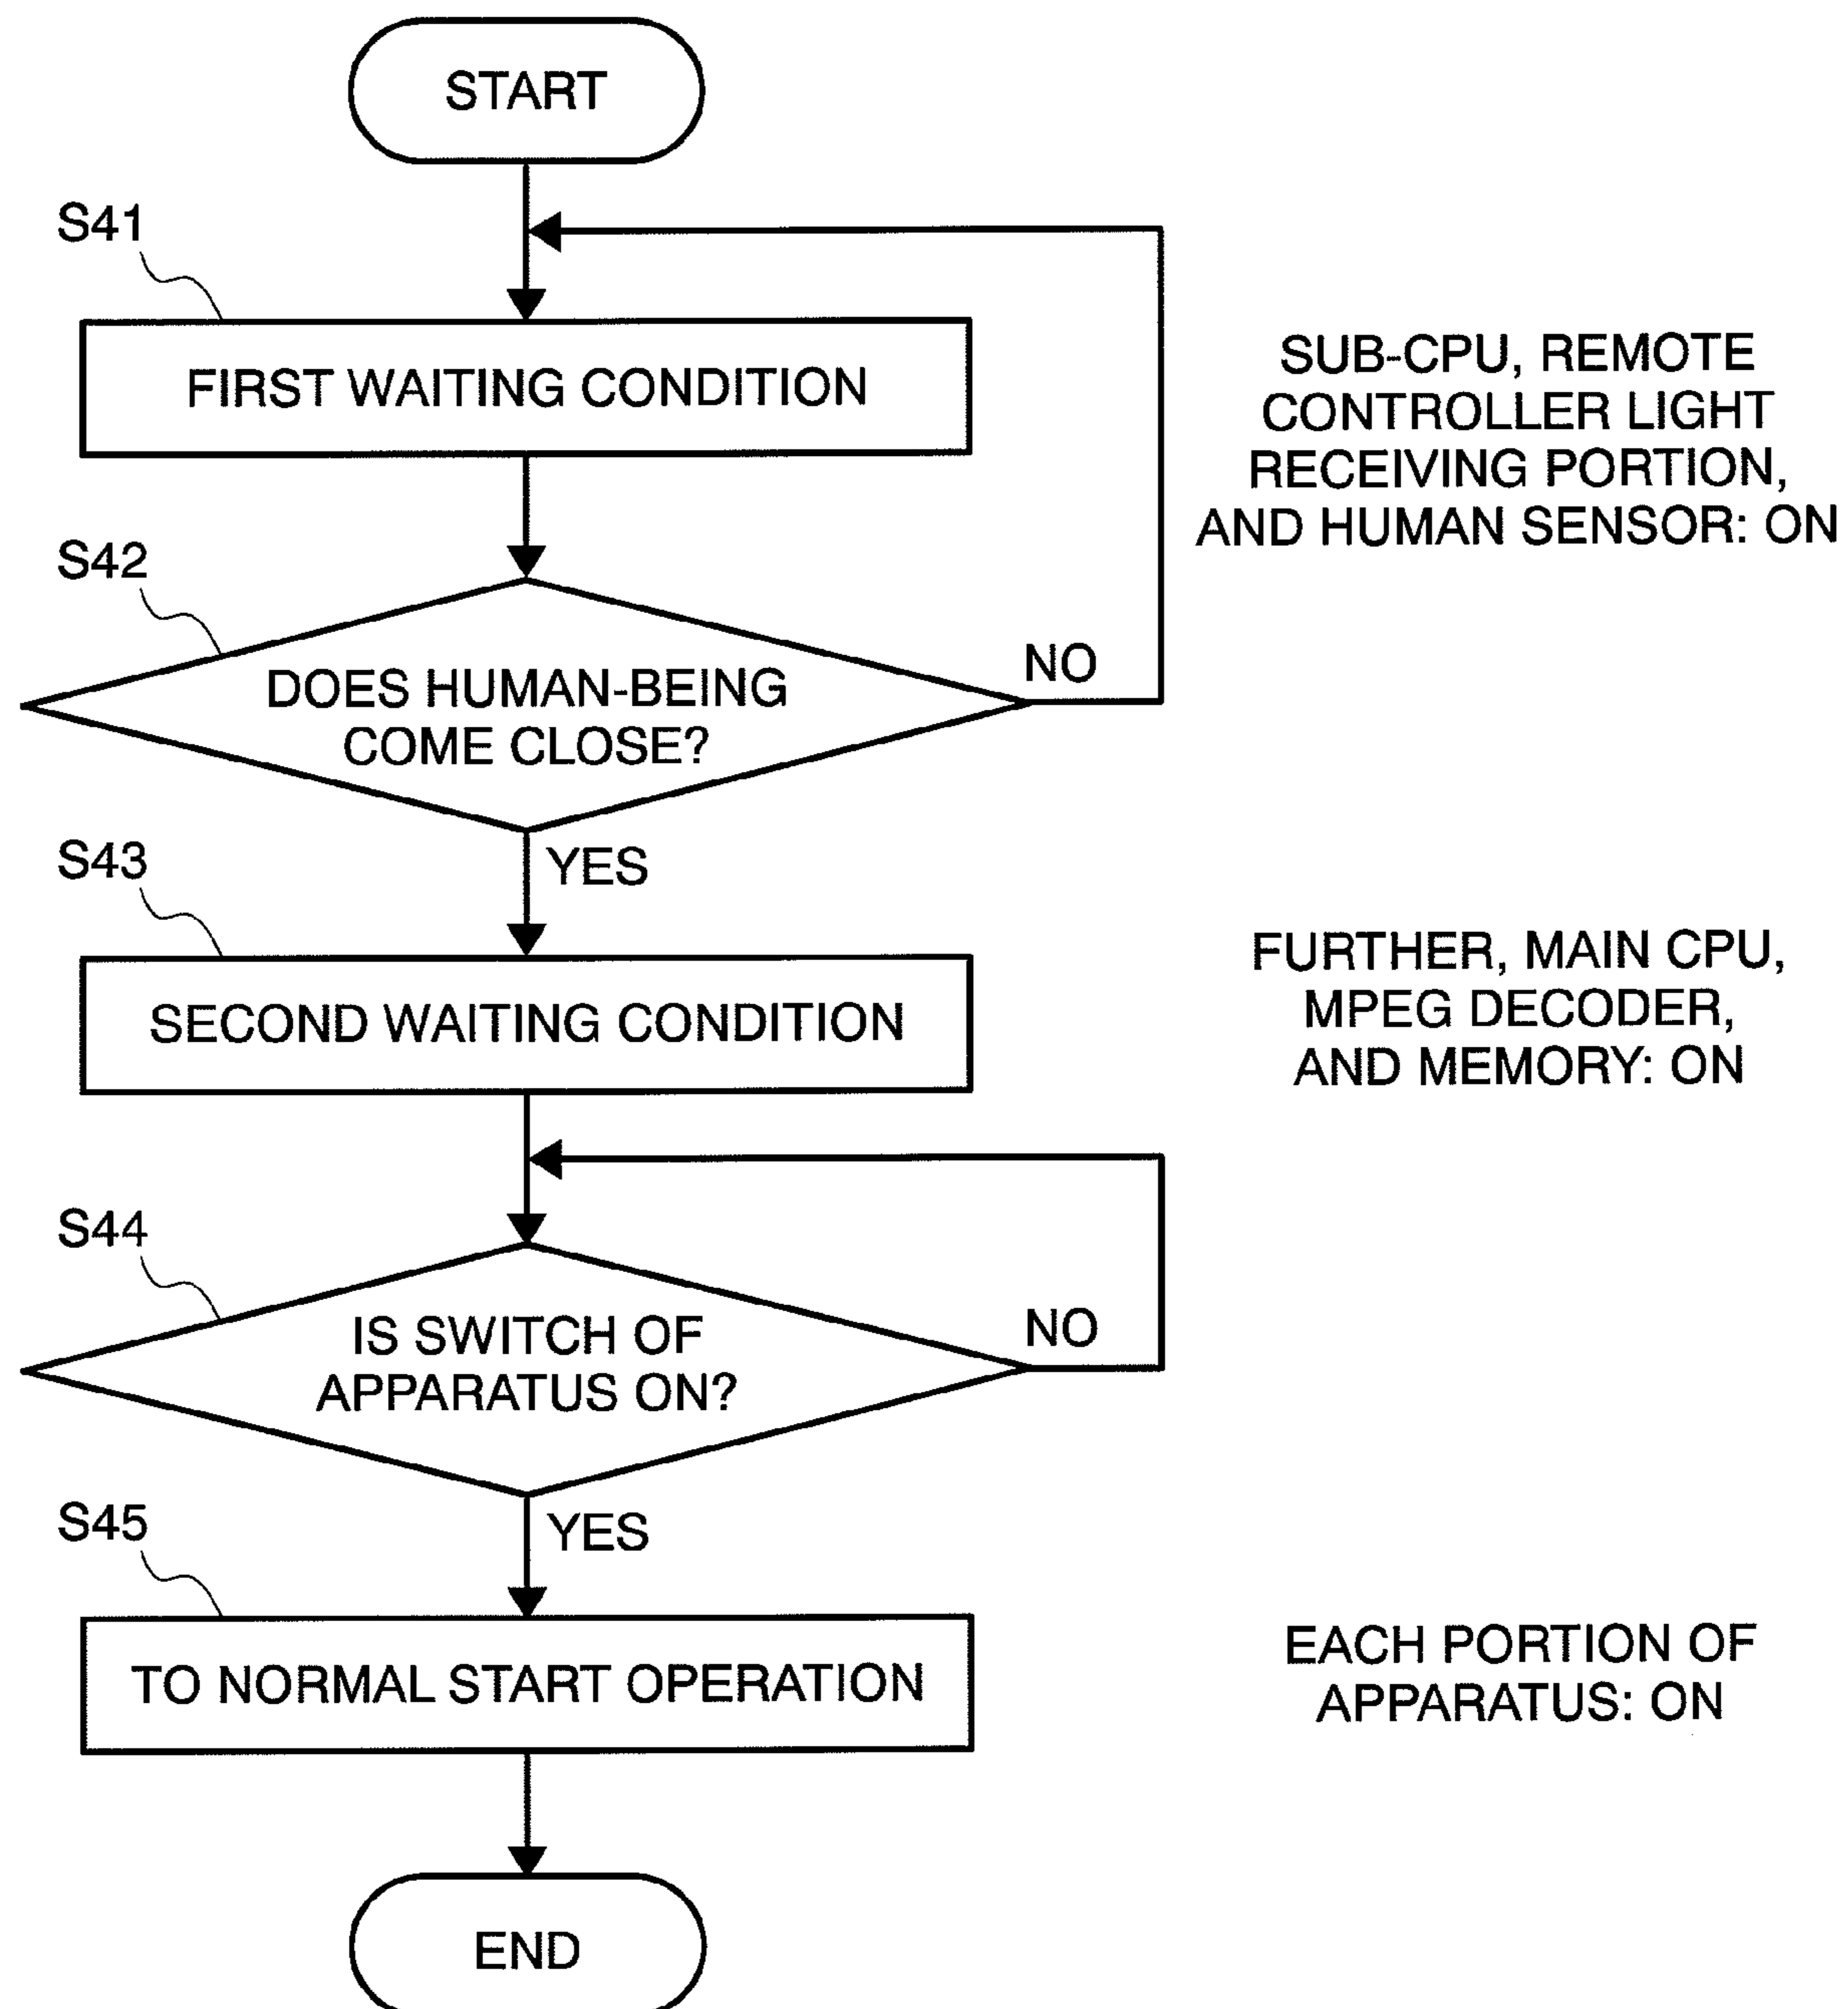 START
S41
FIRST WAITING CONDITION
SUB-CPU, REMOTE
CONTROLLER LIGHT
RECEIVING PORTION,
AND HUMAN SENSOR: ON
S42
DOES HUMAN-BEING
COME CLOSE?
NO
YES
S43
SECOND WAITING CONDITION
FURTHER, MAIN CPU,
MPEG DECODER,
AND MEMORY: ON
S44
IS SWITCH OF
APPARATUS ON?
NO
YES
S45
TO NORMAL START OPERATION
EACH PORTION OF
APPARATUS: ON
END